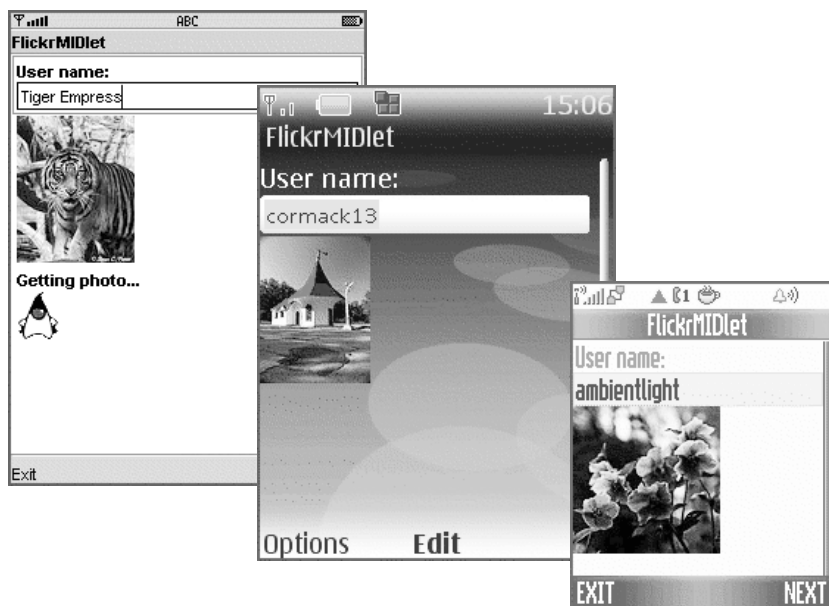 ABC
FlickrMIDlet
User name:
Tiger Empress
Getting photo...
Exit
15:06
FlickrMIDlet
User name:
cormack13
Options Edit
1
FlickrMIDlet
User name:
ambientlight
EXIT NEXT